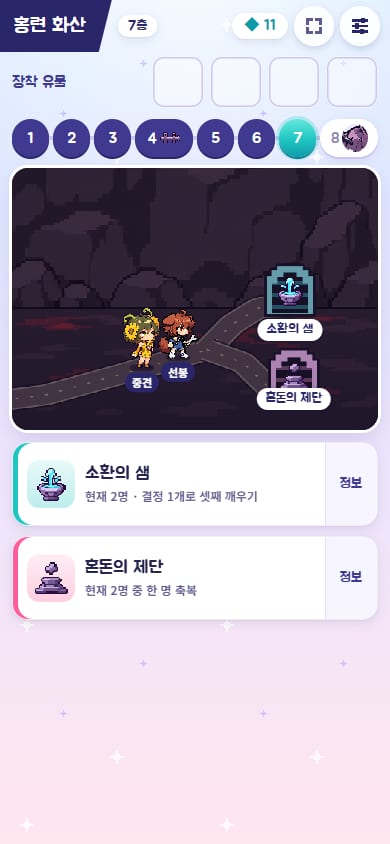 홍련 화산
7층
11
장착 유물
1 2 3 4 5 6 7 8
소환의 샘
혼돈의 제단
중견
선봉
소환의 샘
현재 2명 · 결정 1개로 셋째 깨우기
정보
혼돈의 제단
현재 2명 중 한 명 축복
정보